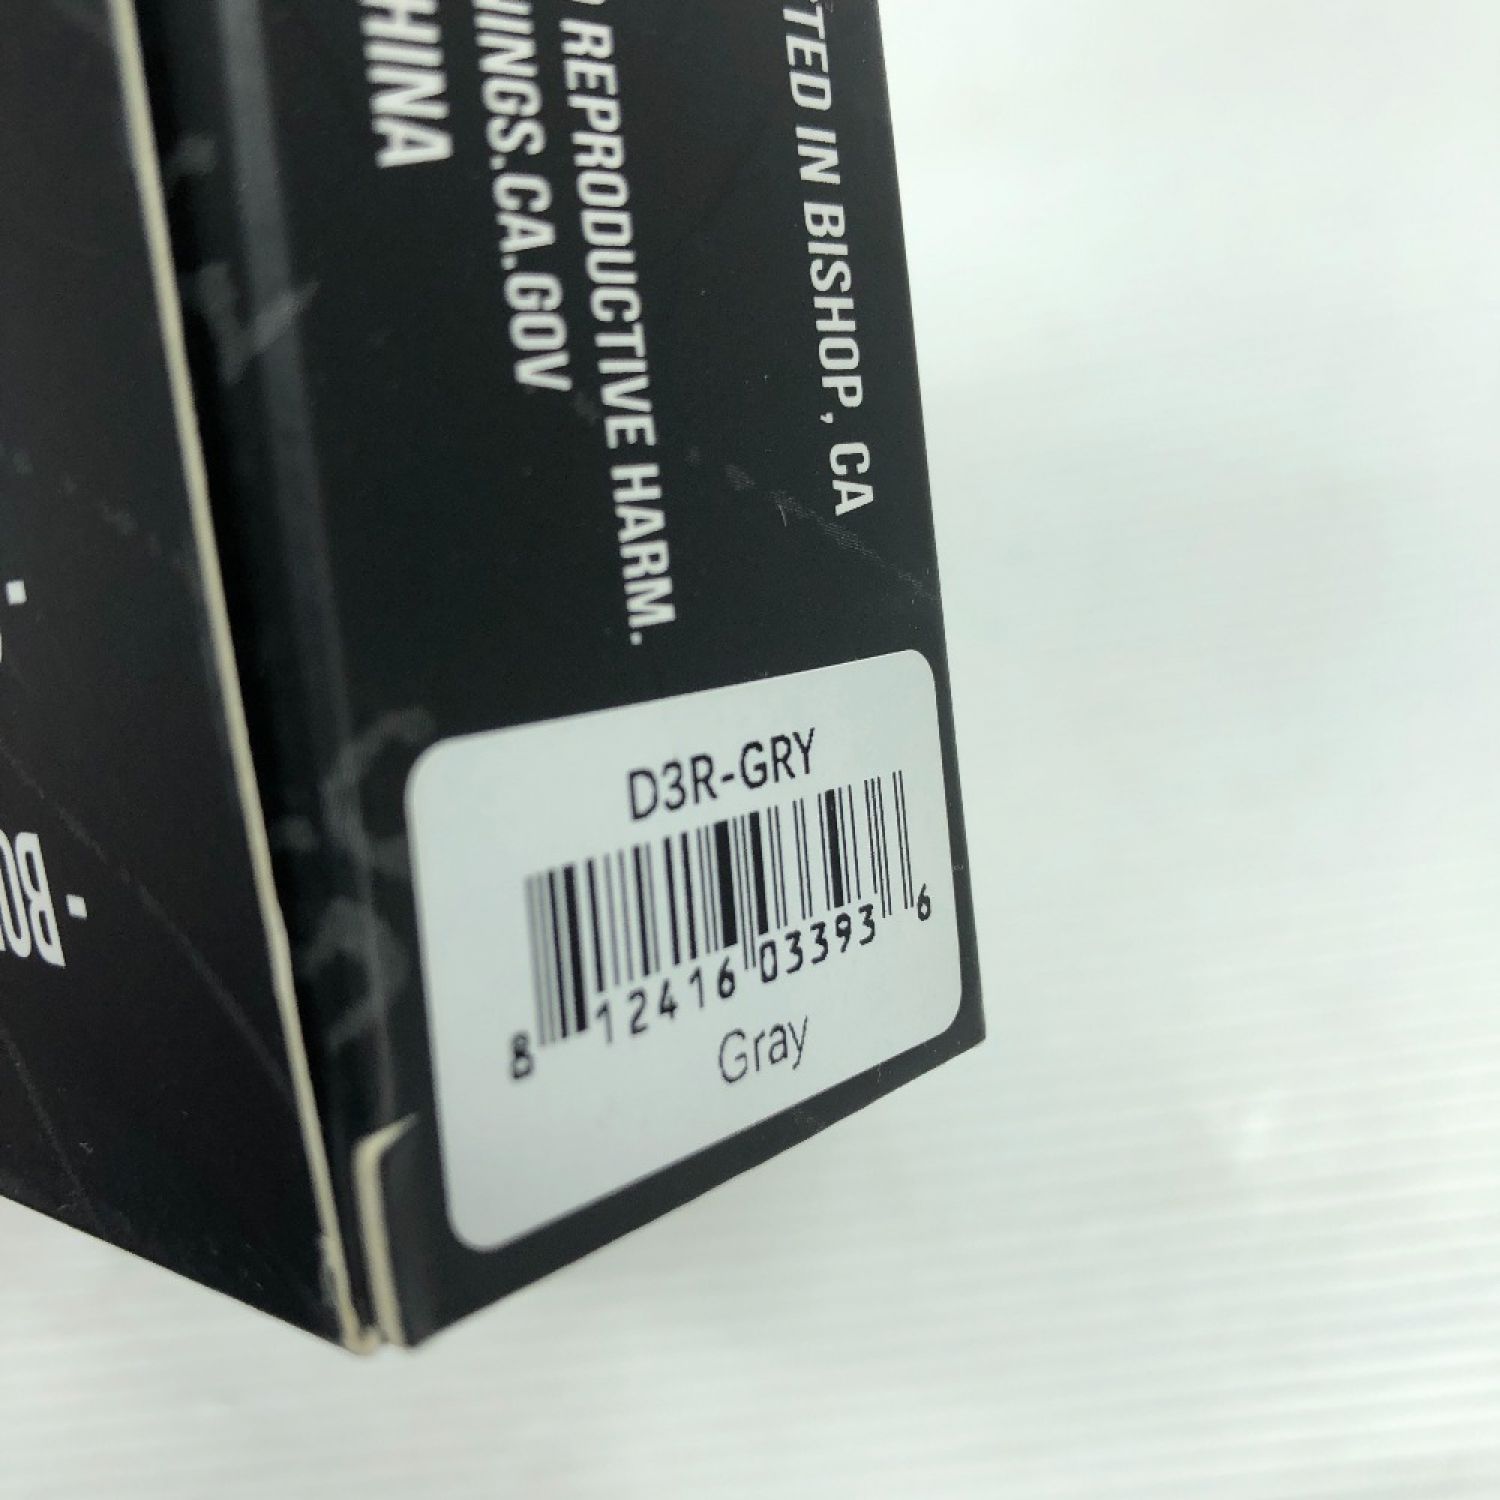 TED IN BISHOP, CA
REPRODUCTIVE HARM.
INGS.CA.GOV
HINA
D3R-GRY
8 12416 03393 6
Gray